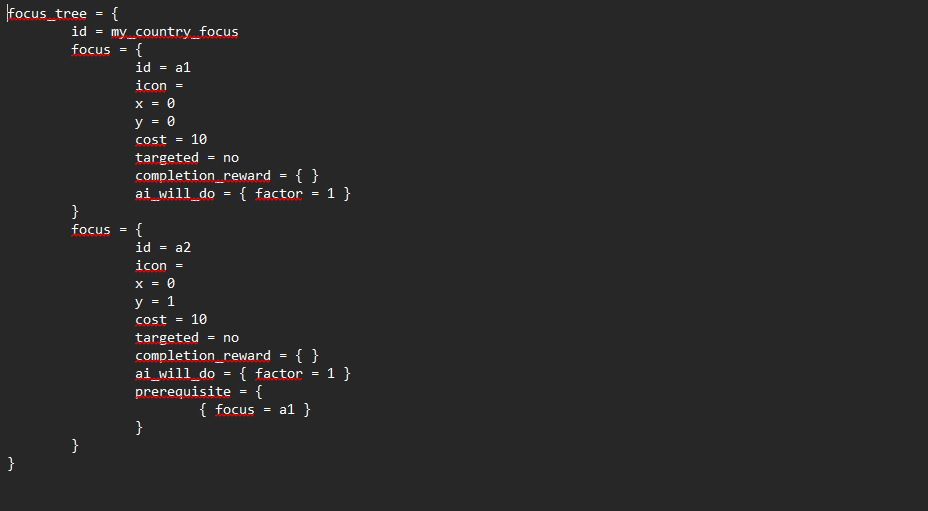 focus_tree = {
id = my_country_focus
focus = {
id = a1
icon =
x = 0
y = 0
cost = 10
targeted = no
completion_reward = { }
ai_will_do = { factor = 1 }
}
focus = {
id = a2
icon =
x = 0
y = 1
cost = 10
targeted = no
completion_reward = { }
ai_will_do = { factor = 1 }
prerequisite = {
{ focus = a1 }
}
}
}